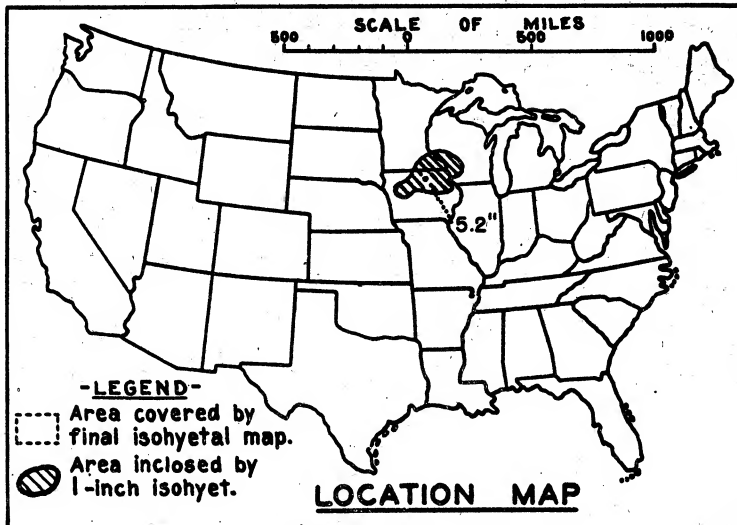 SCALE OF MILES
500 0 500 1000
5.2"
-LEGEND-
Area covered by
final isohyetal map.
Area inclosed by
1-inch isohyet.
LOCATION MAP